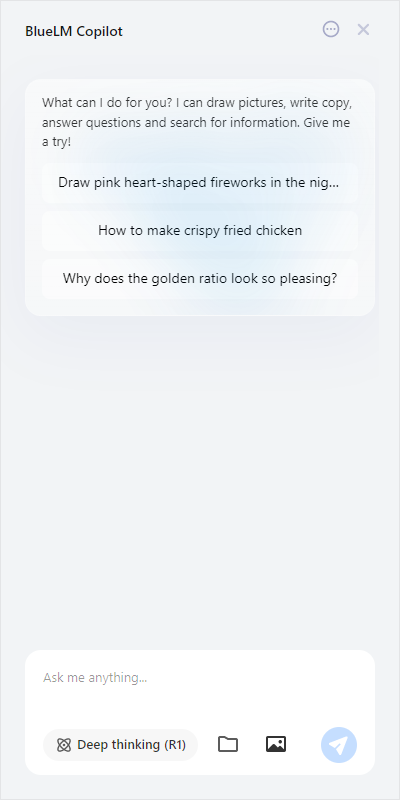 BlueLM Copilot
What can I do for you? I can draw pictures, write copy,
answer questions and search for information. Give me
a try!
Draw pink heart-shaped fireworks in the nig...
How to make crispy fried chicken
Why does the golden ratio look so pleasing?
Ask me anything...
Deep thinking (R1)